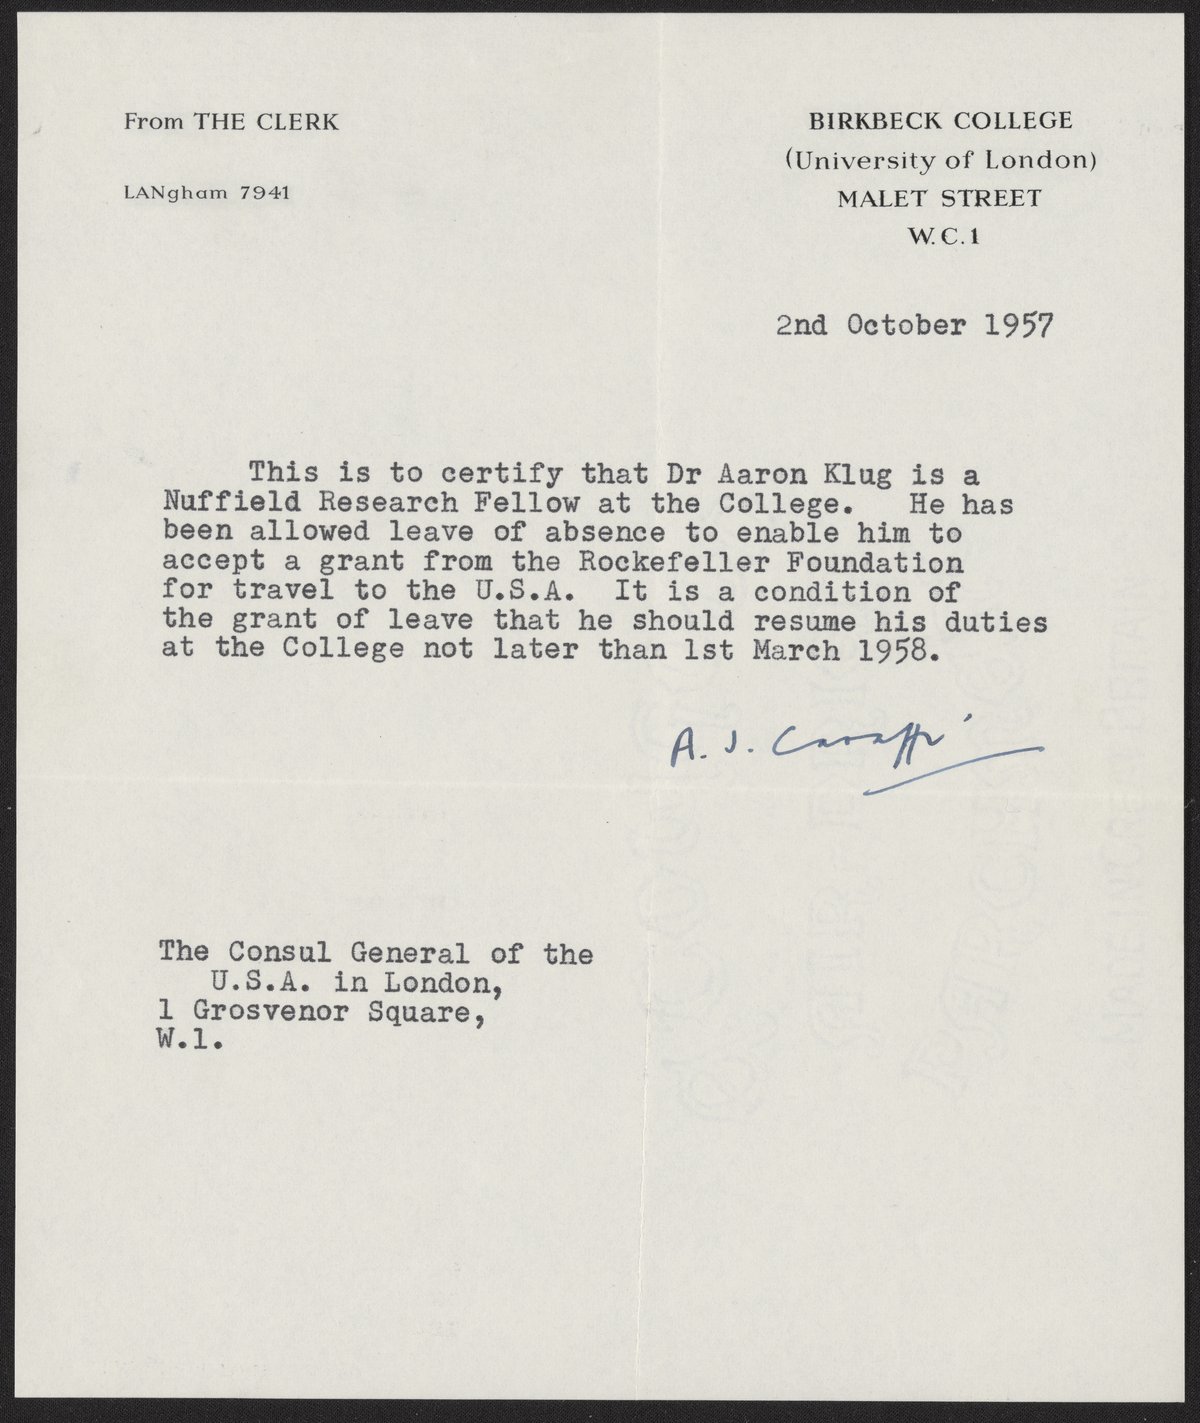 From THE CLERK
LANgham 7941
BIRKBECK COLLEGE
(University of London)
MALET STREET
W.C.1
2nd October 1957
This is to certify that Dr Aaron Klug is a
Nuffield Research Fellow at the College. He has
been allowed leave of absence to enable him to
accept a grant from the Rockefeller Foundation
for travel to the U.S.A. It is a condition of
the grant of leave that he should resume his duties
at the College not later than 1st March 1958.
A. J. Caraffi
The Consul General of the
U.S.A. in London,
1 Grosvenor Square,
W.1.